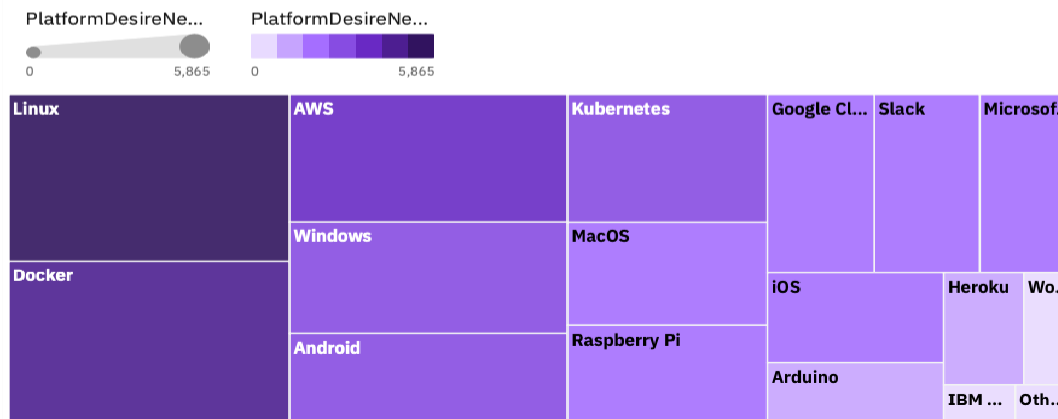 PlatformDesireNe...
PlatformDesireNe...
0
5,865
0
5,865
Linux
AWS
Kubernetes
Google Cl...
Slack
Microsof.
Windows
MacOS
Docker
iOS
Heroku
Wo.
Android
Raspberry Pi
Arduino
IBM ...
Oth..